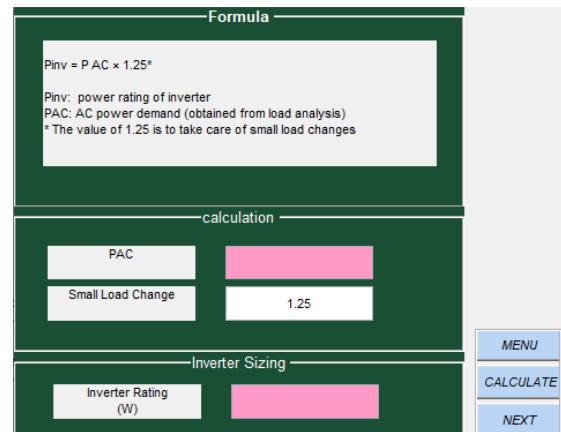 Formula
Pinv = P AC × 1.25*
Pinv: power rating of inverter
PAC: AC power demand (obtained from load analysis)
* The value of 1.25 is to take care of small load changes
calculation
PAC
Small Load Change
1.25
Inverter Sizing
Inverter Rating
(W)
MENU
CALCULATE
NEXT